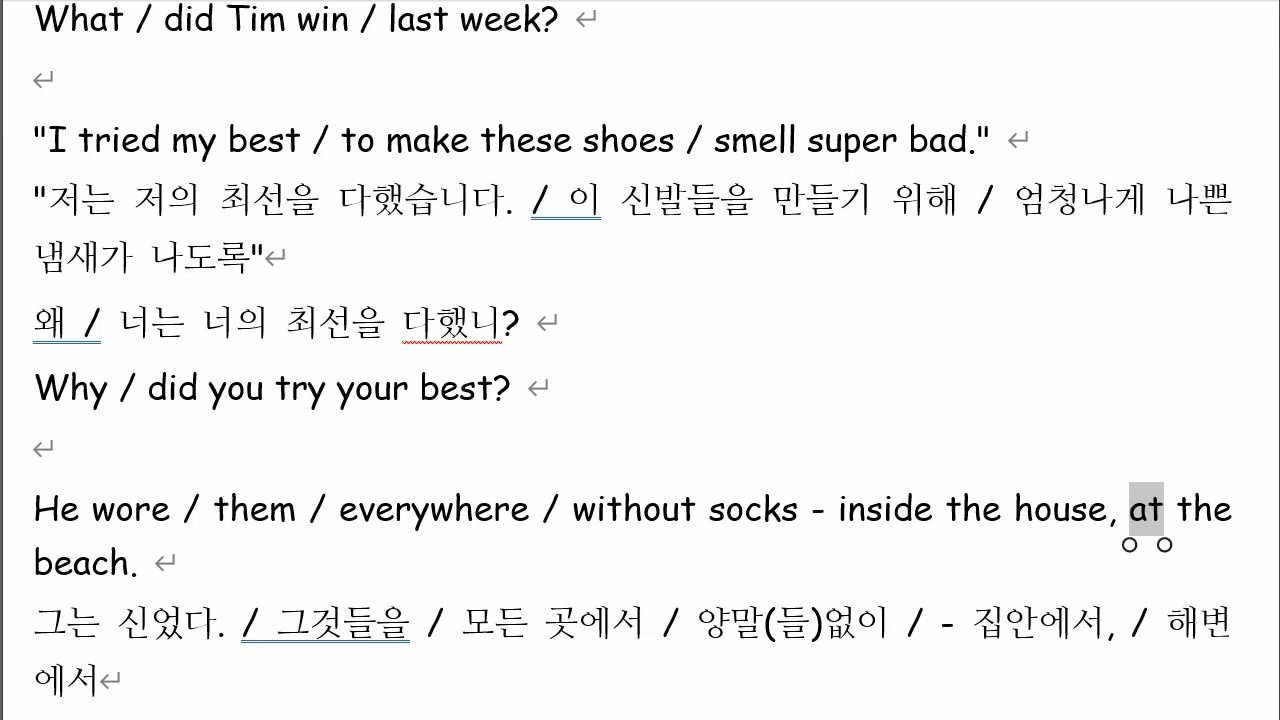 What / did Tim win / last week? ↵
↵
"I tried my best / to make these shoes / smell super bad." ↵
"저는 저의 최선을 다했습니다. / 이 신발들을 만들기 위해 / 엄청나게 나쁜
냄새가 나도록"↵
왜 / 너는 너의 최선을 다했니? ↵
Why / did you try your best? ↵
↵
He wore / them / everywhere / without socks - inside the house, at the
beach. ↵
그는 신었다. / 그것들을 / 모든 곳에서 / 양말(들)없이 / - 집안에서, / 해변
에서↵